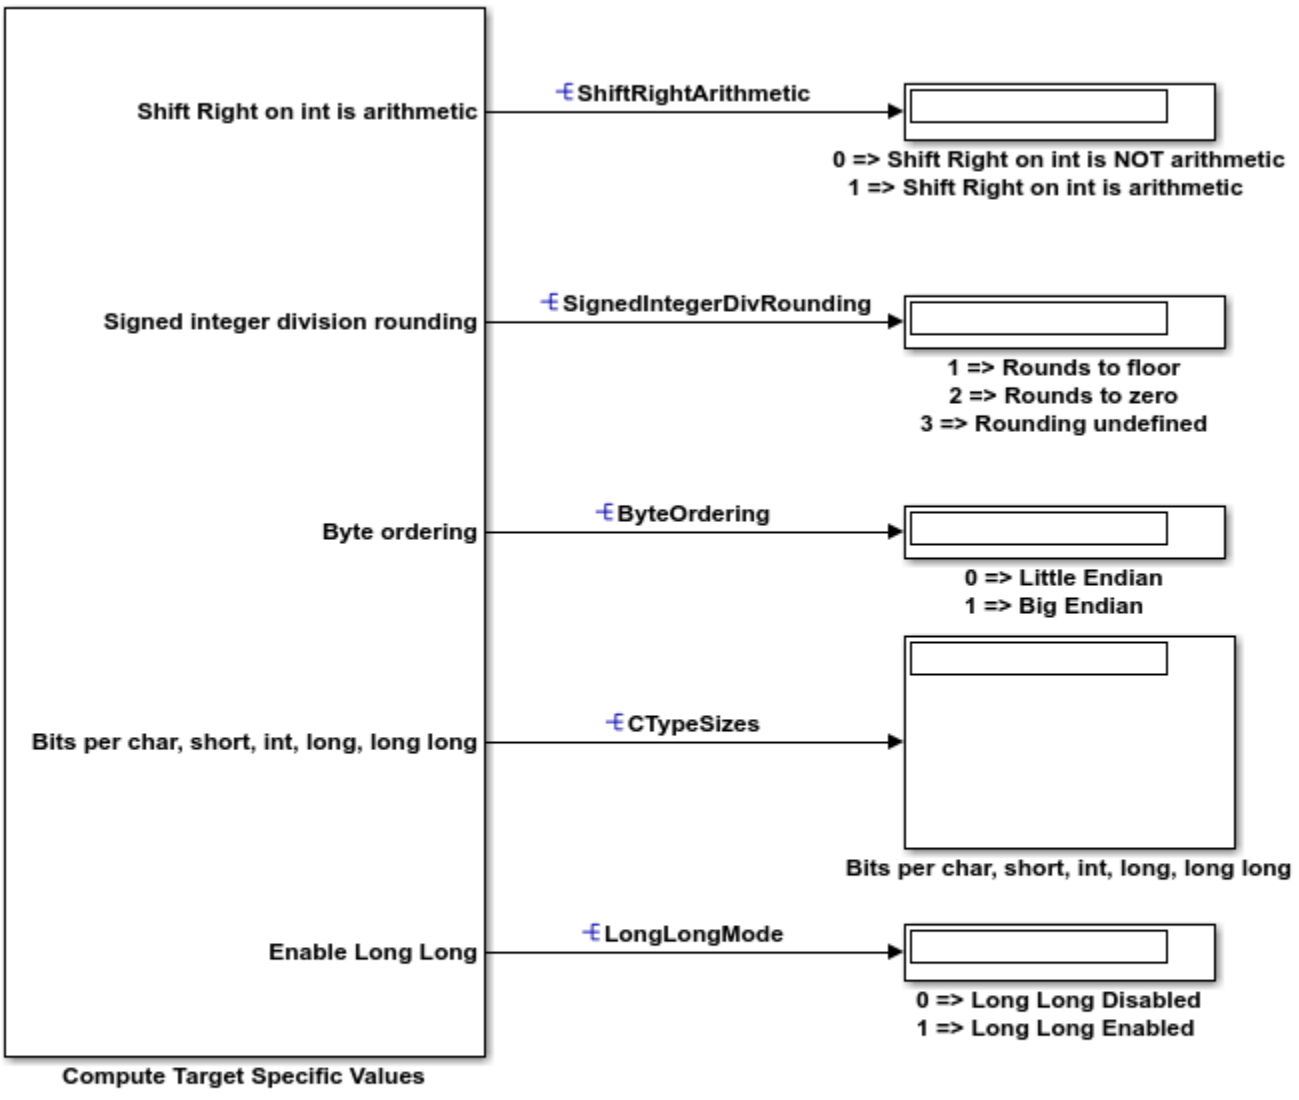 Shift Right on int is arithmetic
ShiftRightArithmetic
0 => Shift Right on int is NOT arithmetic
1 => Shift Right on int is arithmetic
Signed integer division rounding
SignedIntegerDivRounding
1 => Rounds to floor
2 => Rounds to zero
3 => Rounding undefined
Byte ordering
ByteOrdering
0 => Little Endian
1 => Big Endian
Bits per char, short, int, long, long long
CTypeSizes
Bits per char, short, int, long, long long
Enable Long Long
LongLongMode
0 => Long Long Disabled
1 => Long Long Enabled
Compute Target Specific Values